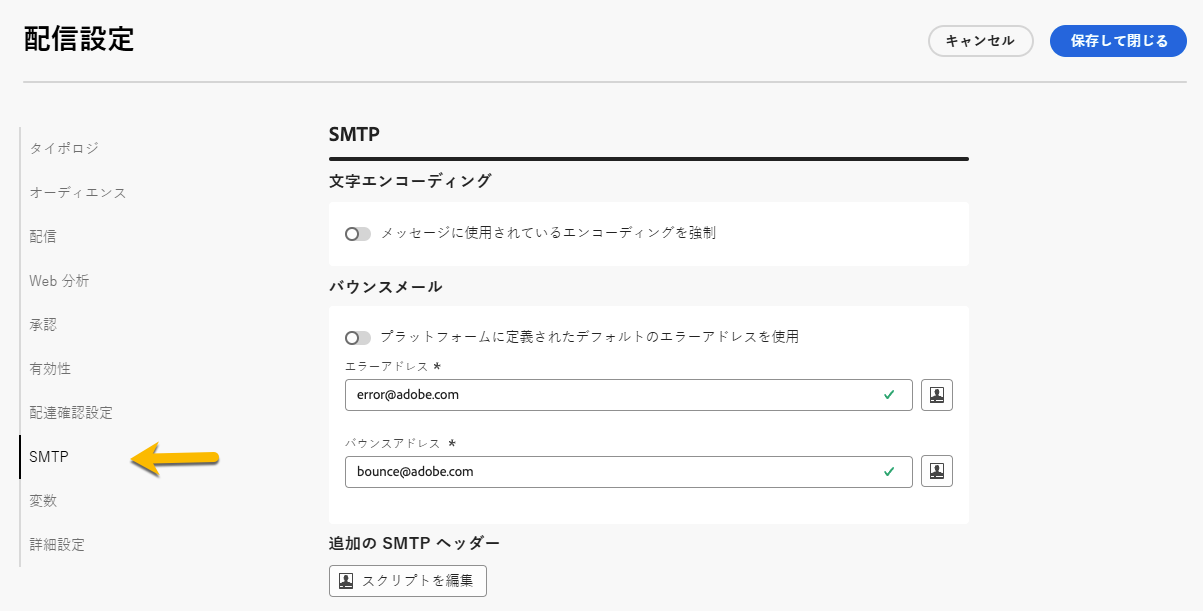 配信設定
キャンセル
保存して閉じる
タイポロジ
オーディエンス
配信
Web 分析
承認
有効性
配達確認設定
SMTP
変数
詳細設定
SMTP
文字エンコーディング
メッセージに使用されているエンコーディングを強制
バウンスメール
プラットフォームに定義されたデフォルトのエラーアドレスを使用
エラーアドレス *
error@adobe.com
バウンスアドレス *
bounce@adobe.com
追加の SMTP ヘッダー
スクリプトを編集